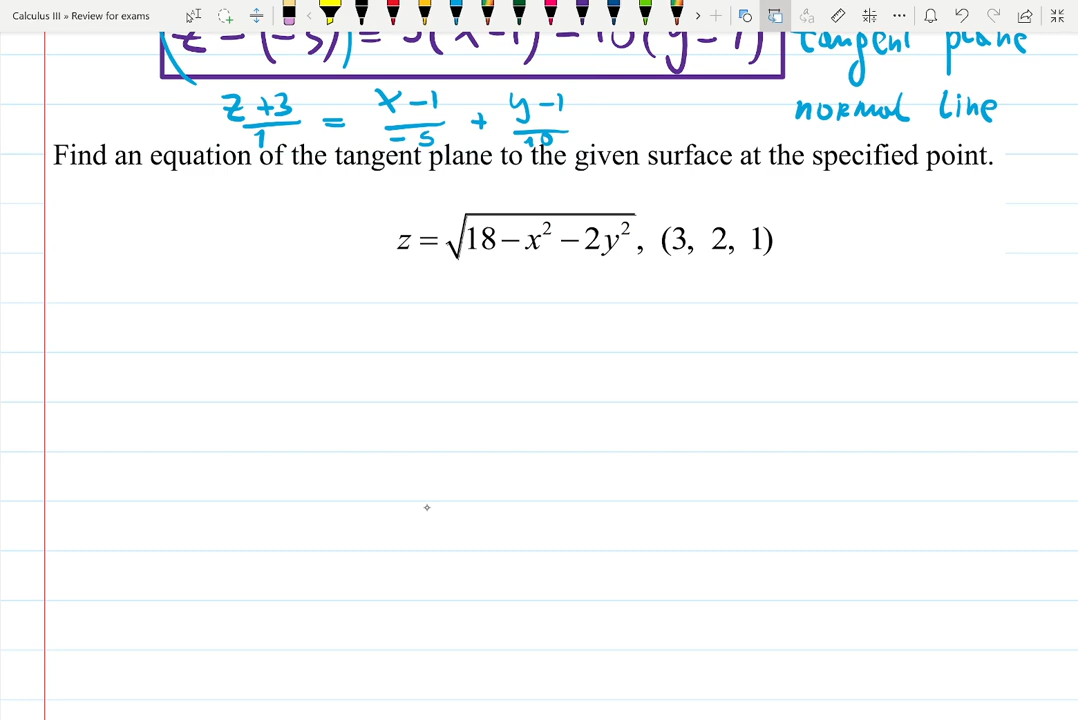 Calculus III » Review for exams
tangent plane
z +3 / 1 = x -1 / -5 + y -1 / 10
normal line
Find an equation of the tangent plane to the given surface at the specified point.
z = √18 − x² − 2y², (3, 2, 1)